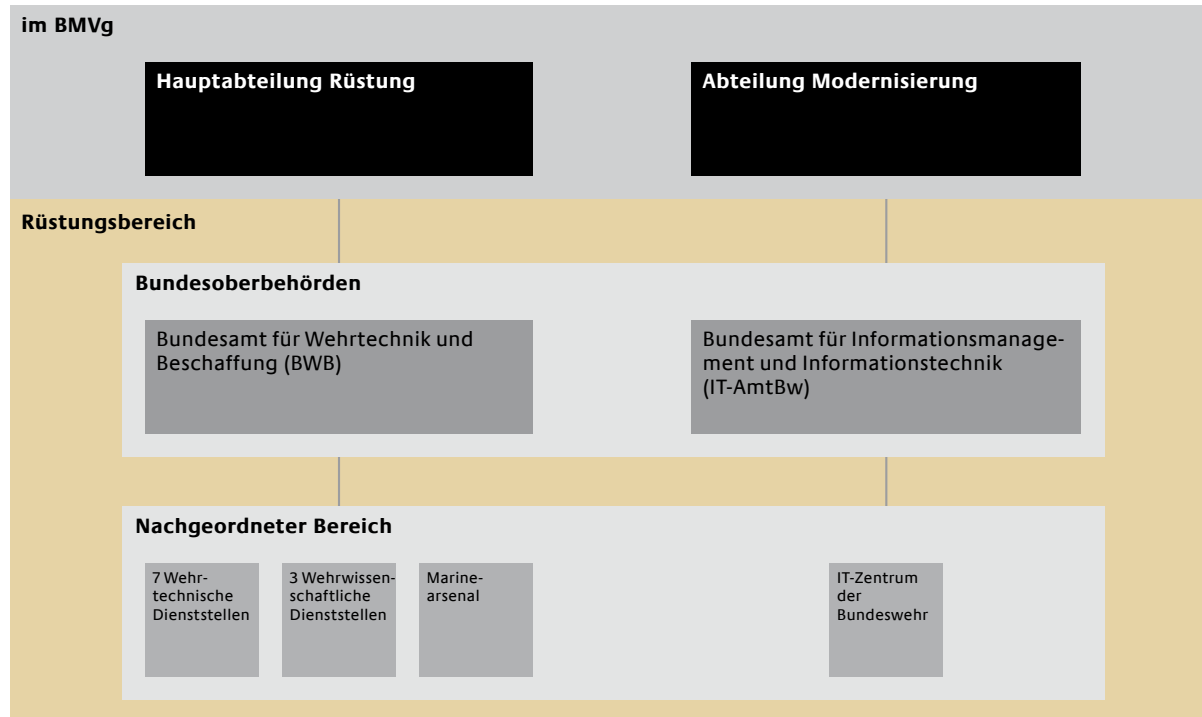 im BMVg
Hauptabteilung Rüstung
Abteilung Modernisierung
Rüstungsbereich
Bundesoberbehörden
Bundesamt für Wehrtechnik und
Beschaffung (BWB)
Bundesamt für Informationsmanage-
ment und Informationstechnik
(IT-AmtBw)
Nachgeordneter Bereich
7 Wehr-
technische
Dienststellen
3 Wehrwissen-
schaftliche
Dienststellen
Marine-
arsenal
IT-Zentrum
der
Bundeswehr